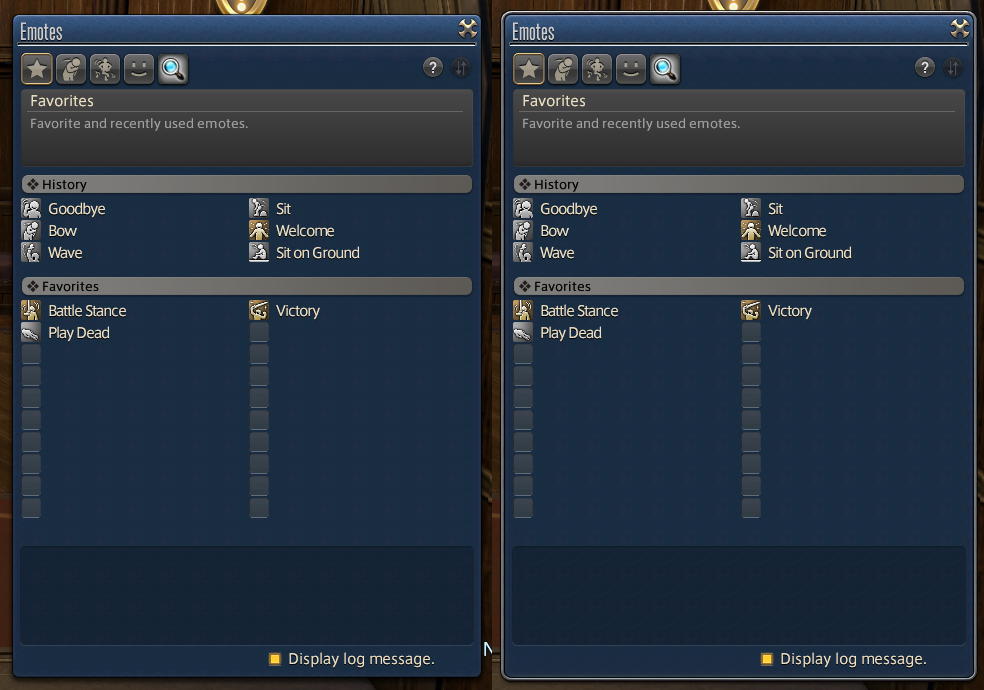 Emotes
?
Favorites
Favorite and recently used emotes.
History
Goodbye Sit
Bow Welcome
Wave Sit on Ground
Favorites
Battle Stance Victory
Play Dead
Display log message.
N
Emotes
?
Favorites
Favorite and recently used emotes.
History
Goodbye Sit
Bow Welcome
Wave Sit on Ground
Favorites
Battle Stance Victory
Play Dead
Display log message.